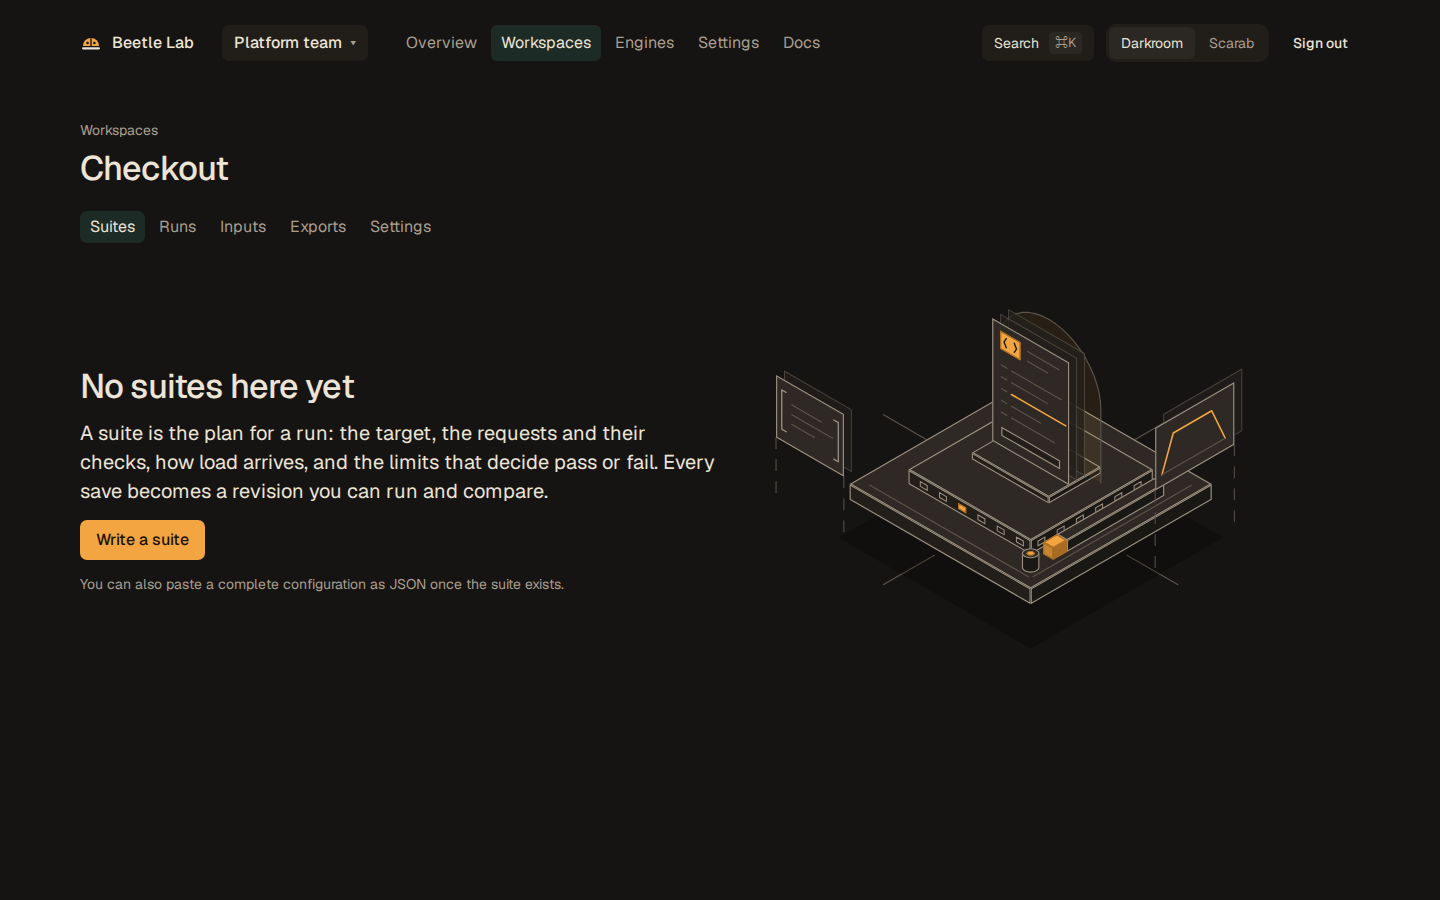 Beetle Lab
Platform team
Overview
Workspaces
Engines
Settings
Docs
Search ⌘K
Darkroom
Scarab
Sign out
Workspaces
Checkout
Suites
Runs
Inputs
Exports
Settings
No suites here yet
A suite is the plan for a run: the target, the requests and their
checks, how load arrives, and the limits that decide pass or fail. Every
save becomes a revision you can run and compare.
Write a suite
You can also paste a complete configuration as JSON once the suite exists.